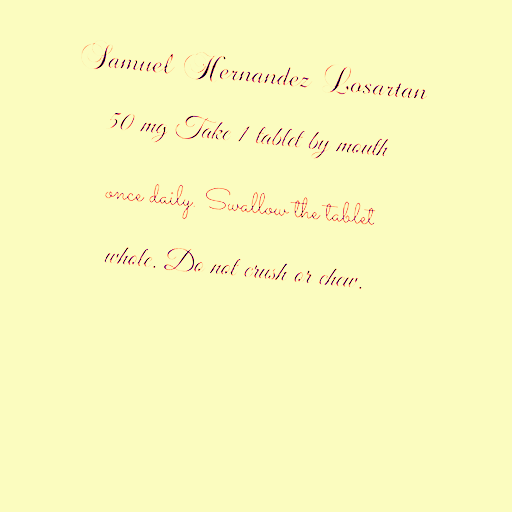 Samuel Hernandez Losartan
50 mg Take 1 tablet by mouth
once daily. Swallow the tablet
whole. Do not crush or chew.